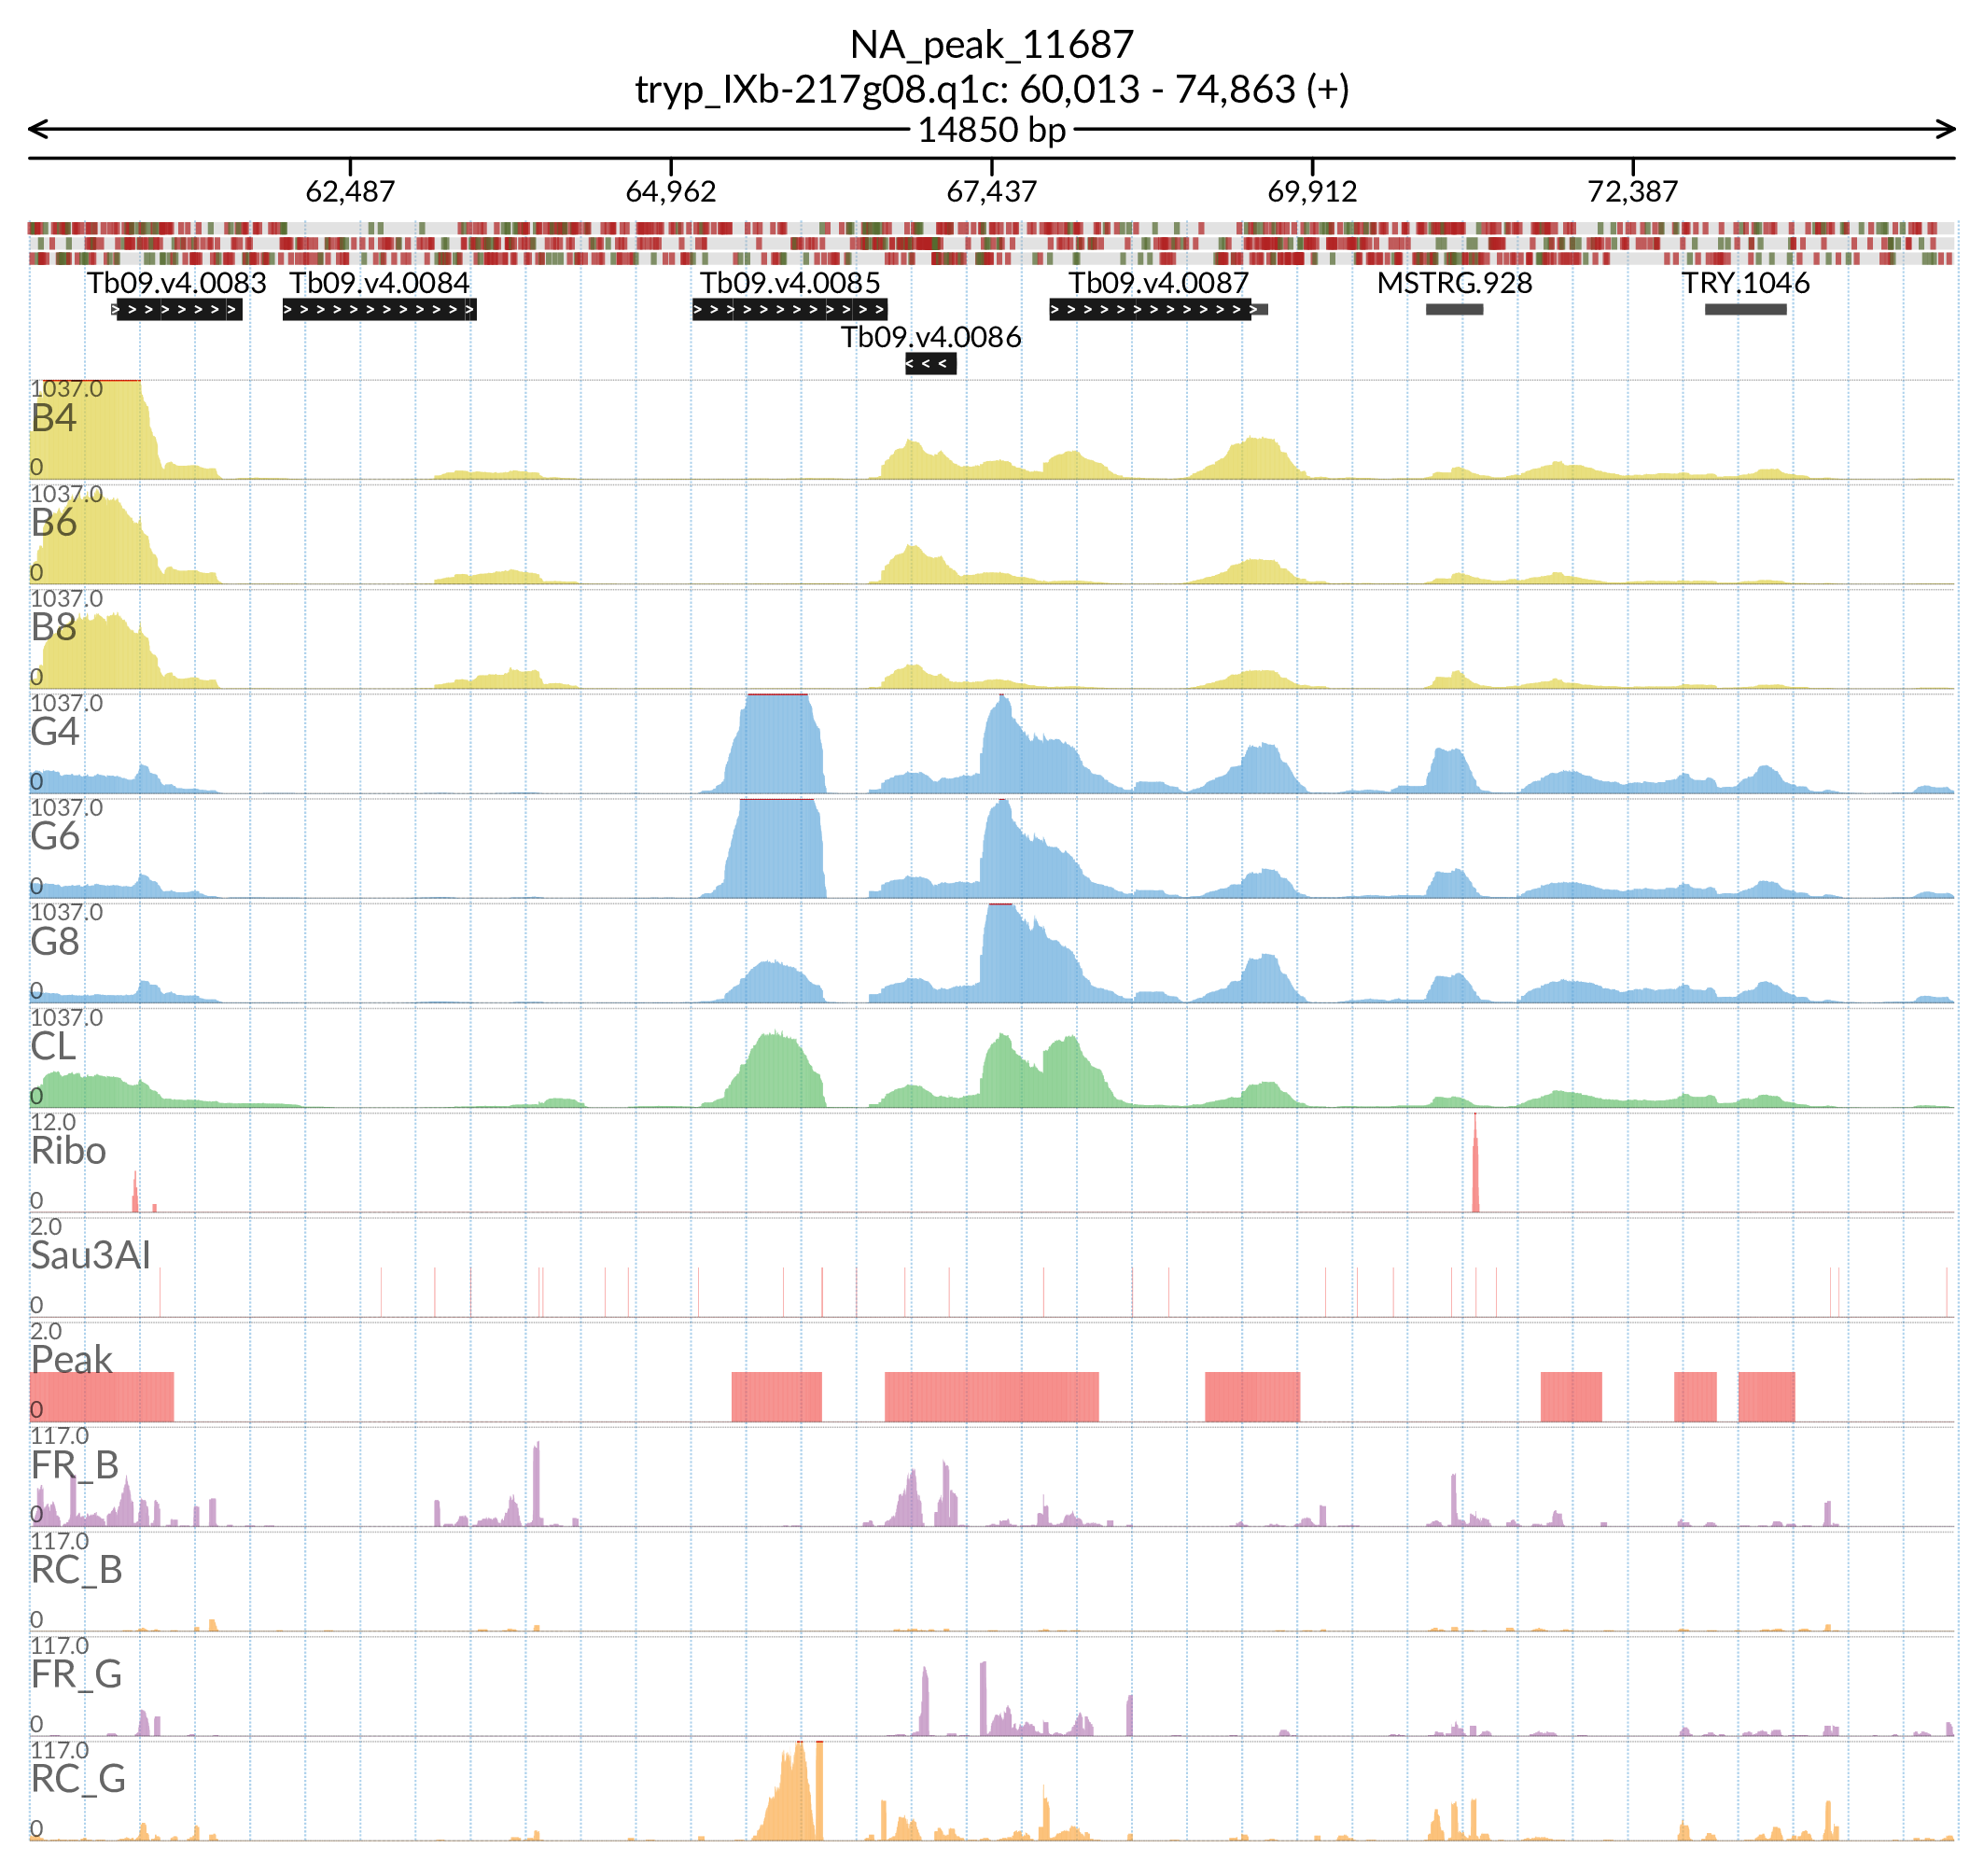 NA_peak_11687
tryp_IXb-217g08.q1c: 60,013 - 74,863 (+)
14850 bp
62,487 64,962 67,437 69,912 72,387
Tb09.v4.0083 Tb09.v4.0084 Tb09.v4.0085 Tb09.v4.0087 MSTRG.928 TRY.1046
Tb09.v4.0086
1037.0
B4
0
1037.0
B6
0
1037.0
B8
0
1037.0
G4
0
1037.0
G6
0
1037.0
G8
0
1037.0
CL
0
12.0
Ribo
0
2.0
Sau3AI
0
2.0
Peak
0
117.0
FR_B
0
117.0
RC_B
0
117.0
FR_G
0
117.0
RC_G
0